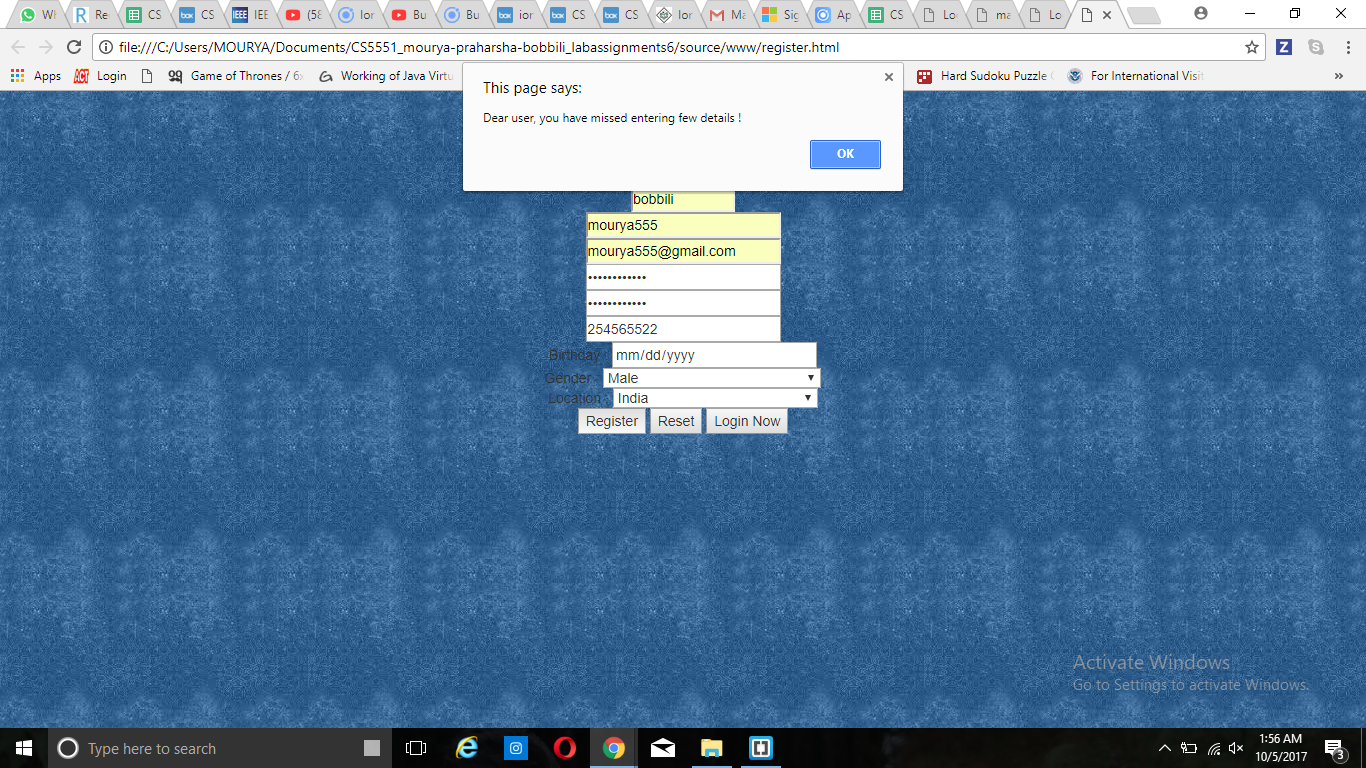 Wh Re CS CS CS IEE (58 Ior Bu Bu ior CS CS Ior Ma Sig Ap CS Lo ma Lo
file:///C:/Users/MOURYA/Documents/CS5551_mourya-praharsha-bobbili_labassignments6/source/www/register.html
Apps Login Game of Thrones / 6x Working of Java Virtu Hard Sudoku Puzzle For International Visit »
This page says:
Dear user, you have missed entering few details !
OK
bobbili
mourya555
mourya555@gmail.com
••••••••••••
••••••••••••
254565522
Birthday : mm/dd/yyyy
Gender : Male
Location : India
Register Reset Login Now
Activate Windows
Go to Settings to activate Windows.
Type here to search
1:56 AM
10/5/2017
3